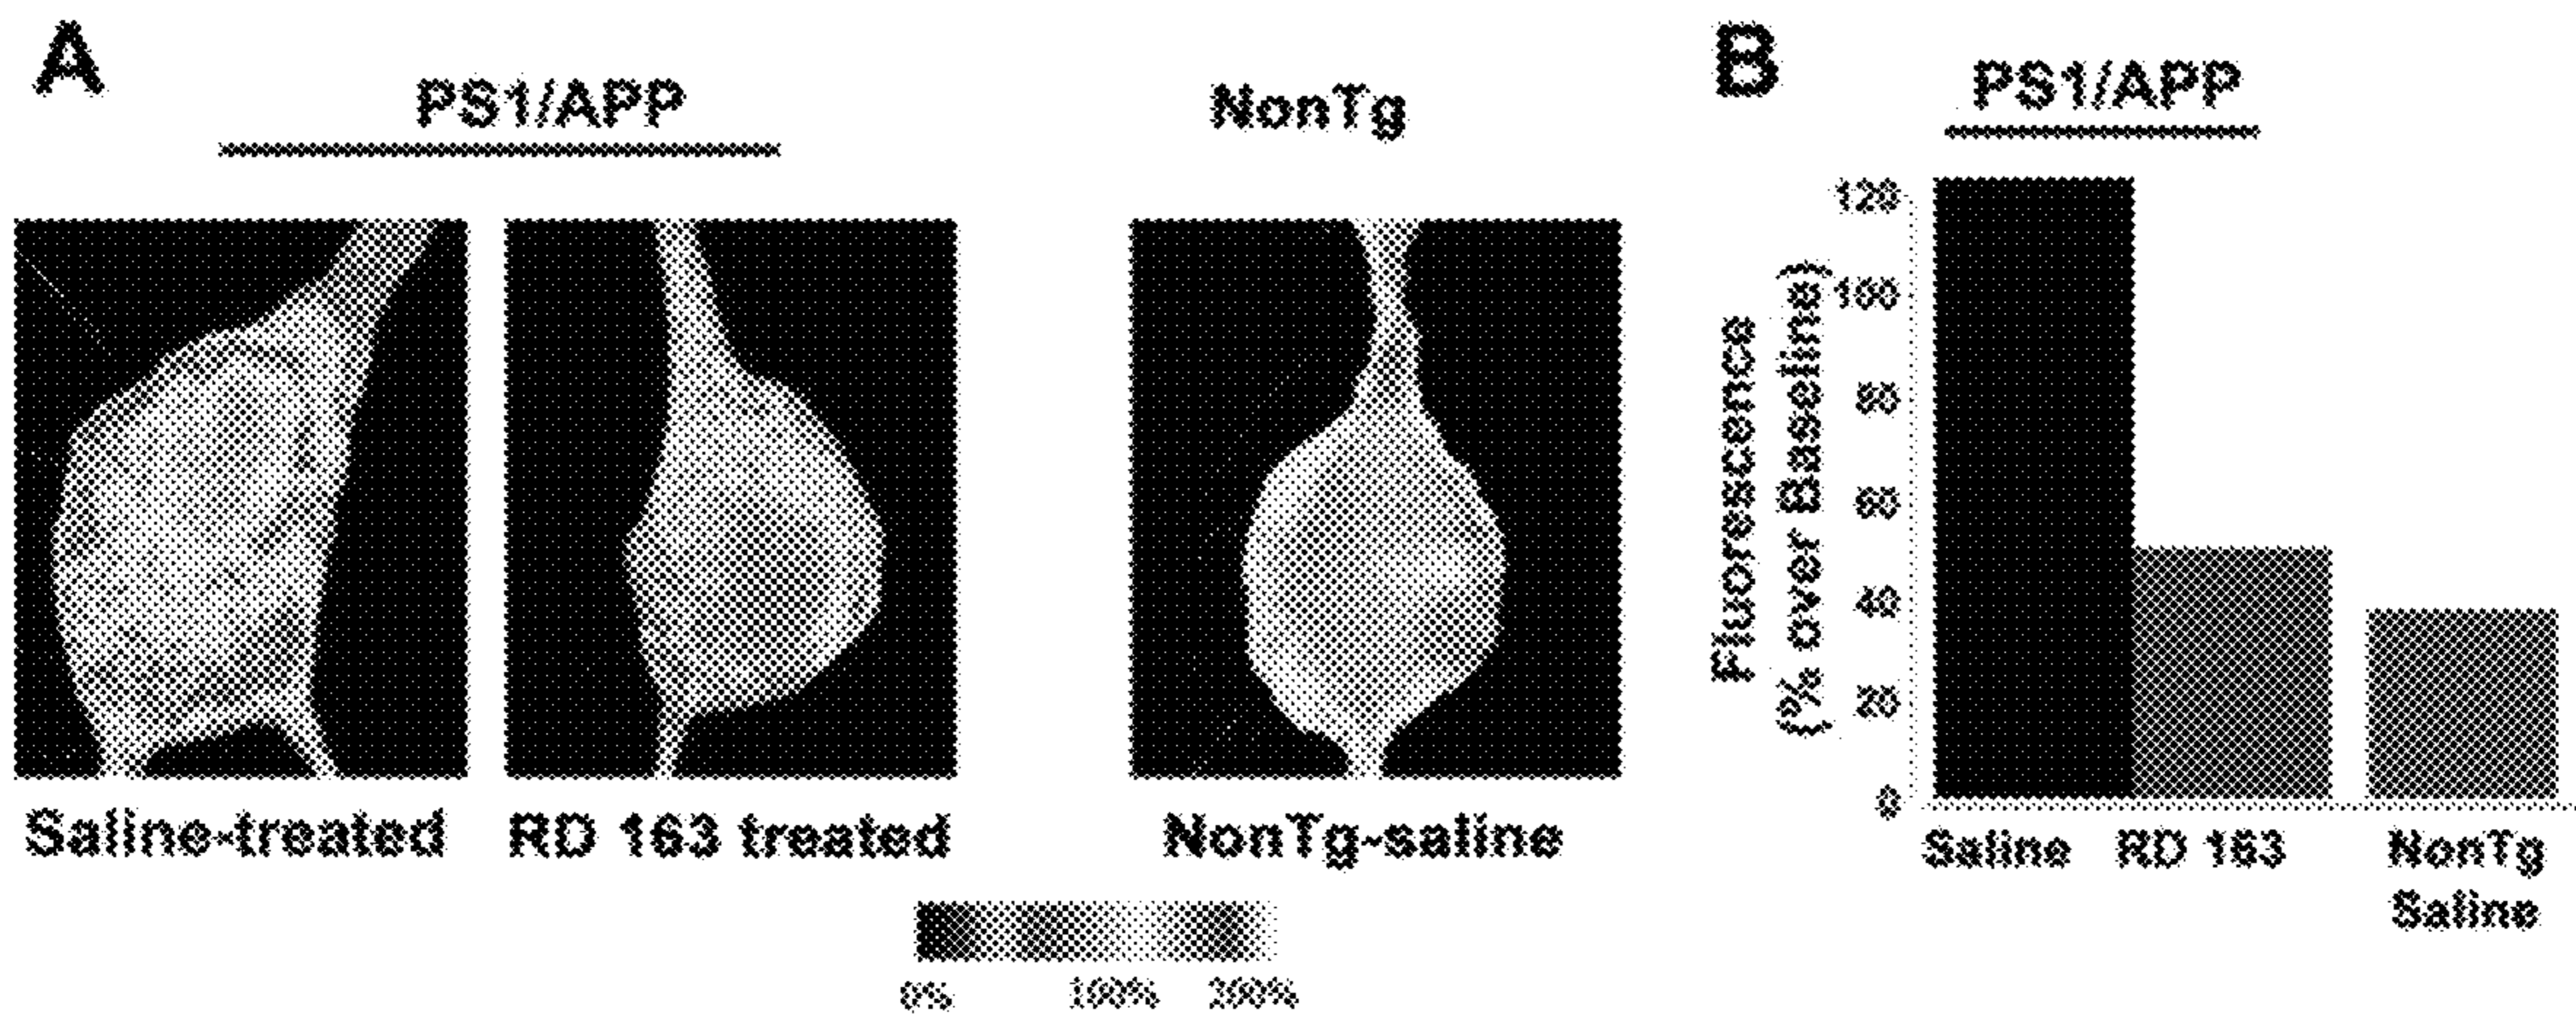 A
PS1/APP
NonTg
Saline-treated
RD 163 treated
NonTg-saline
0%
100%
B
PS1/APP
Fluorescence
(% over Baseline)
120
100
80
60
40
20
0
Saline
RD 163
NonTg
Saline